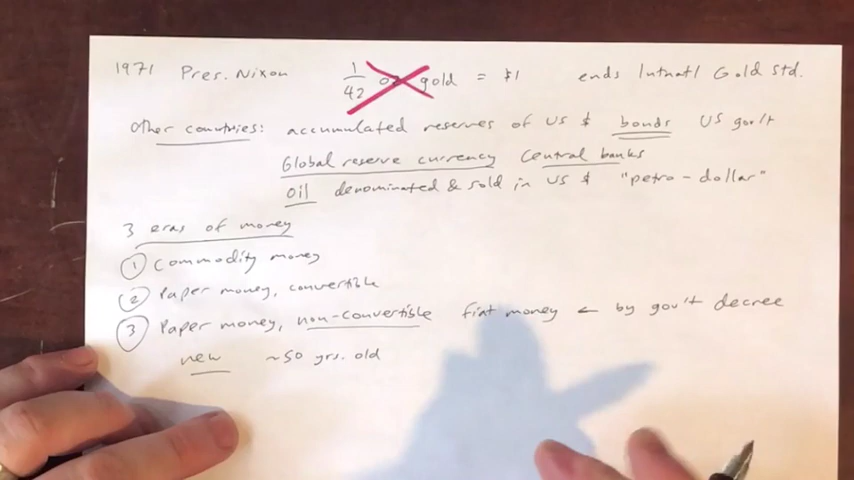 1971 Pres. Nixon 1/42 oz gold = $1 ends Intnat'l Gold Std.
Other countries: accumulated reserves of US $ bonds US gov't
Global reserve currency Central banks
Oil denominated & sold in US $ "petro-dollar"
3 eras of money
① Commodity money
② Paper money, convertible
③ Paper money, non-convertible fiat money ← by gov't decree
new ~50 yrs. old